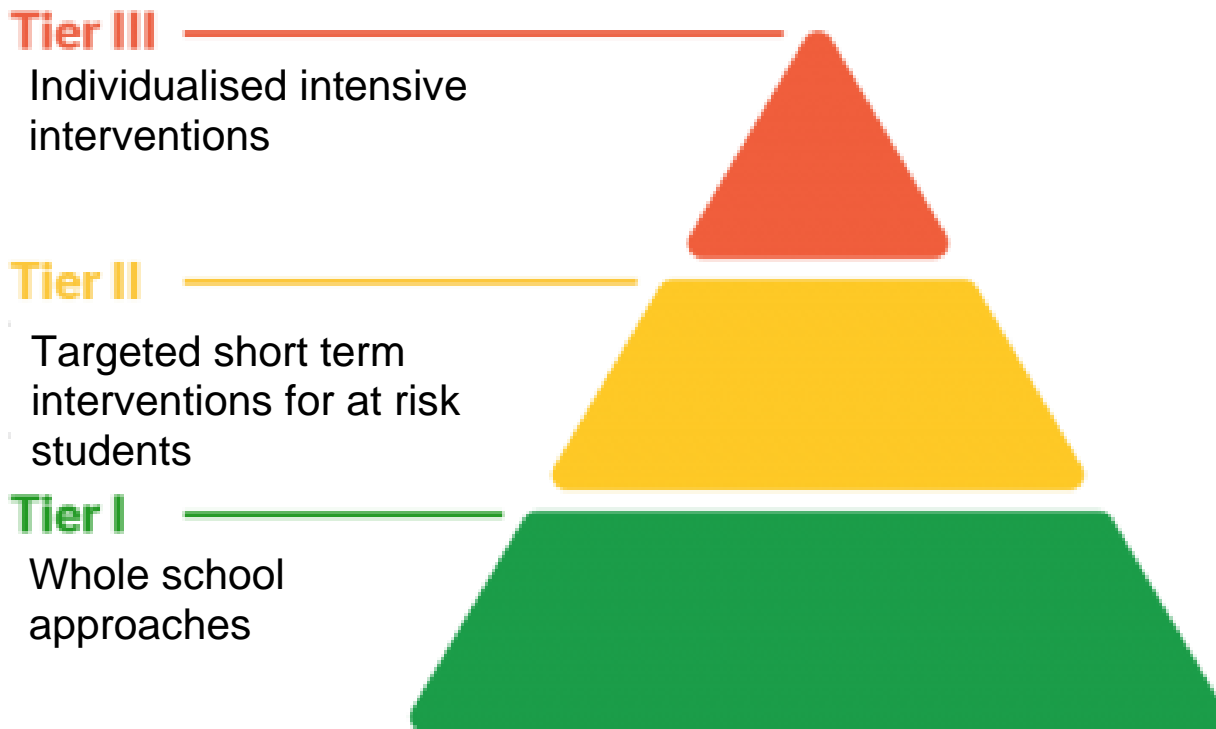 Tier III
Individualised intensive
interventions
Tier II
Targeted short term
interventions for at risk
students
Tier I
Whole school
approaches